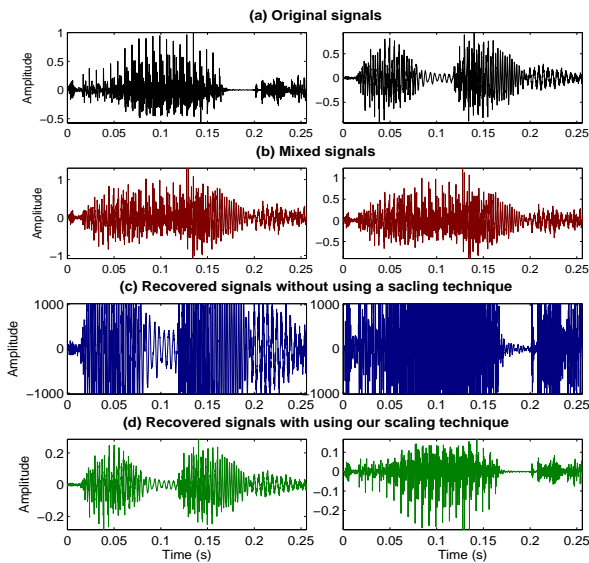 (a) Original signals
Amplitude
1
0.5
0
−0.5
0 0.05 0.1 0.15 0.2 0.25
0.5
0
−0.5
0 0.05 0.1 0.15 0.2 0.25
(b) Mixed signals
Amplitude
1
0
−1
0 0.05 0.1 0.15 0.2 0.25
1
0.5
0
−0.5
0 0.05 0.1 0.15 0.2 0.25
(c) Recovered signals without using a sacling technique
Amplitude
1000
0
−1000
0 0.05 0.1 0.15 0.2 0.25
1000
0
−1000
0 0.05 0.1 0.15 0.2 0.25
(d) Recovered signals with using our scaling technique
Amplitude
0.2
0
−0.2
0 0.05 0.1 0.15 0.2 0.25
Time (s)
0.1
0
−0.1
−0.2
0 0.05 0.1 0.15 0.2 0.25
Time (s)